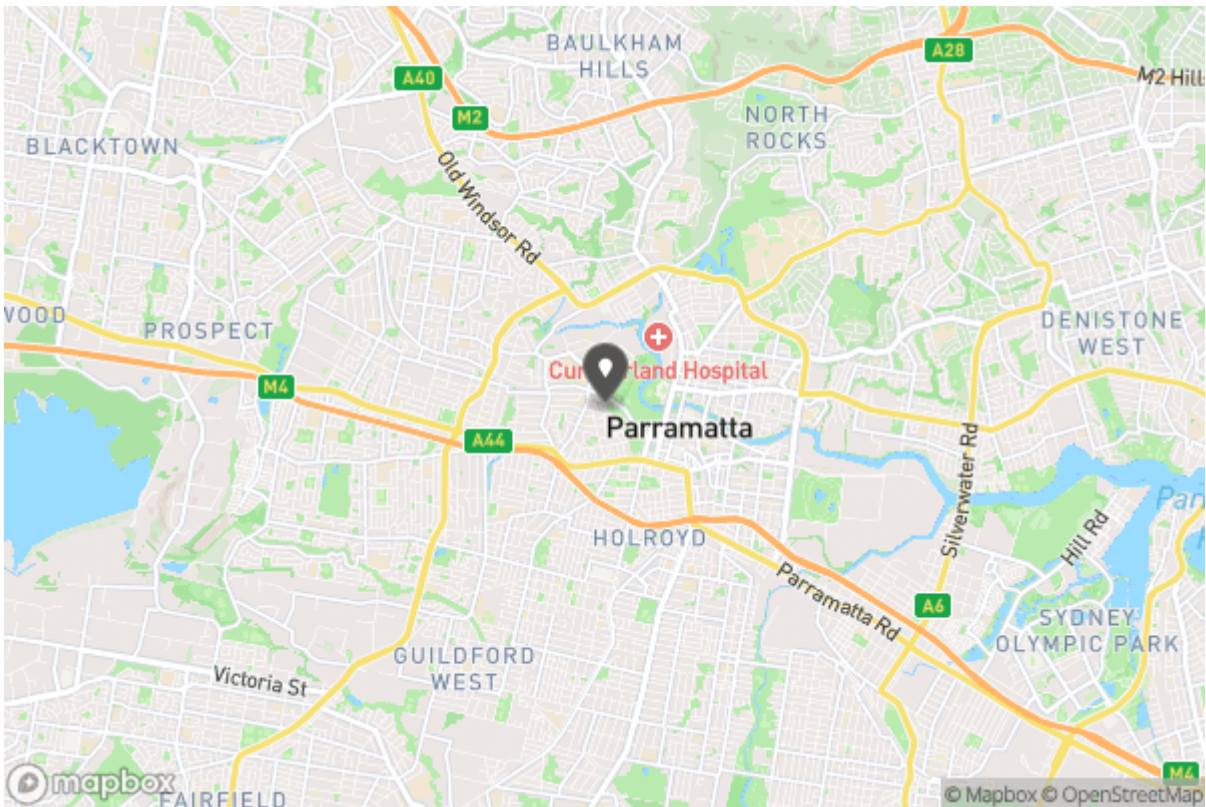 BAULKHAM
HILLS
A28
M2 Hills
A40
M2
NORTH
ROCKS
BLACKTOWN
Old Windsor Rd
WOOD
PROSPECT
DENISTONE
WEST
Cumberland Hospital
M4
Parramatta
A44
Silverwater Rd
Hill Rd
HOLROYD
Parramatta Rd
A6
SYDNEY
OLYMPIC PARK
GUILDFORD
WEST
Victoria St
M4
mapbox
FAIRFIELD
© Mapbox © OpenStreetMap